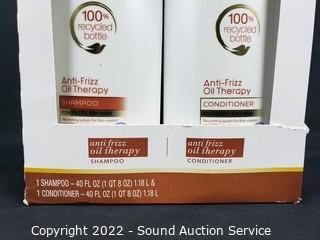 100%
recycled
bottle
Anti-Frizz
Oil Therapy
SHAMPOO
100%
recycled
bottle
Anti-Frizz
Oil Therapy
CONDITIONER
anti frizz
oil therapy
SHAMPOO
anti frizz
oil therapy
CONDITIONER
1 SHAMPOO – 40 FL OZ (1 QT 8 OZ) 1.18 L &
1 CONDITIONER – 40 FL OZ (1 QT 8 OZ) 1.18 L
Copyright 2022 - Sound Auction Service